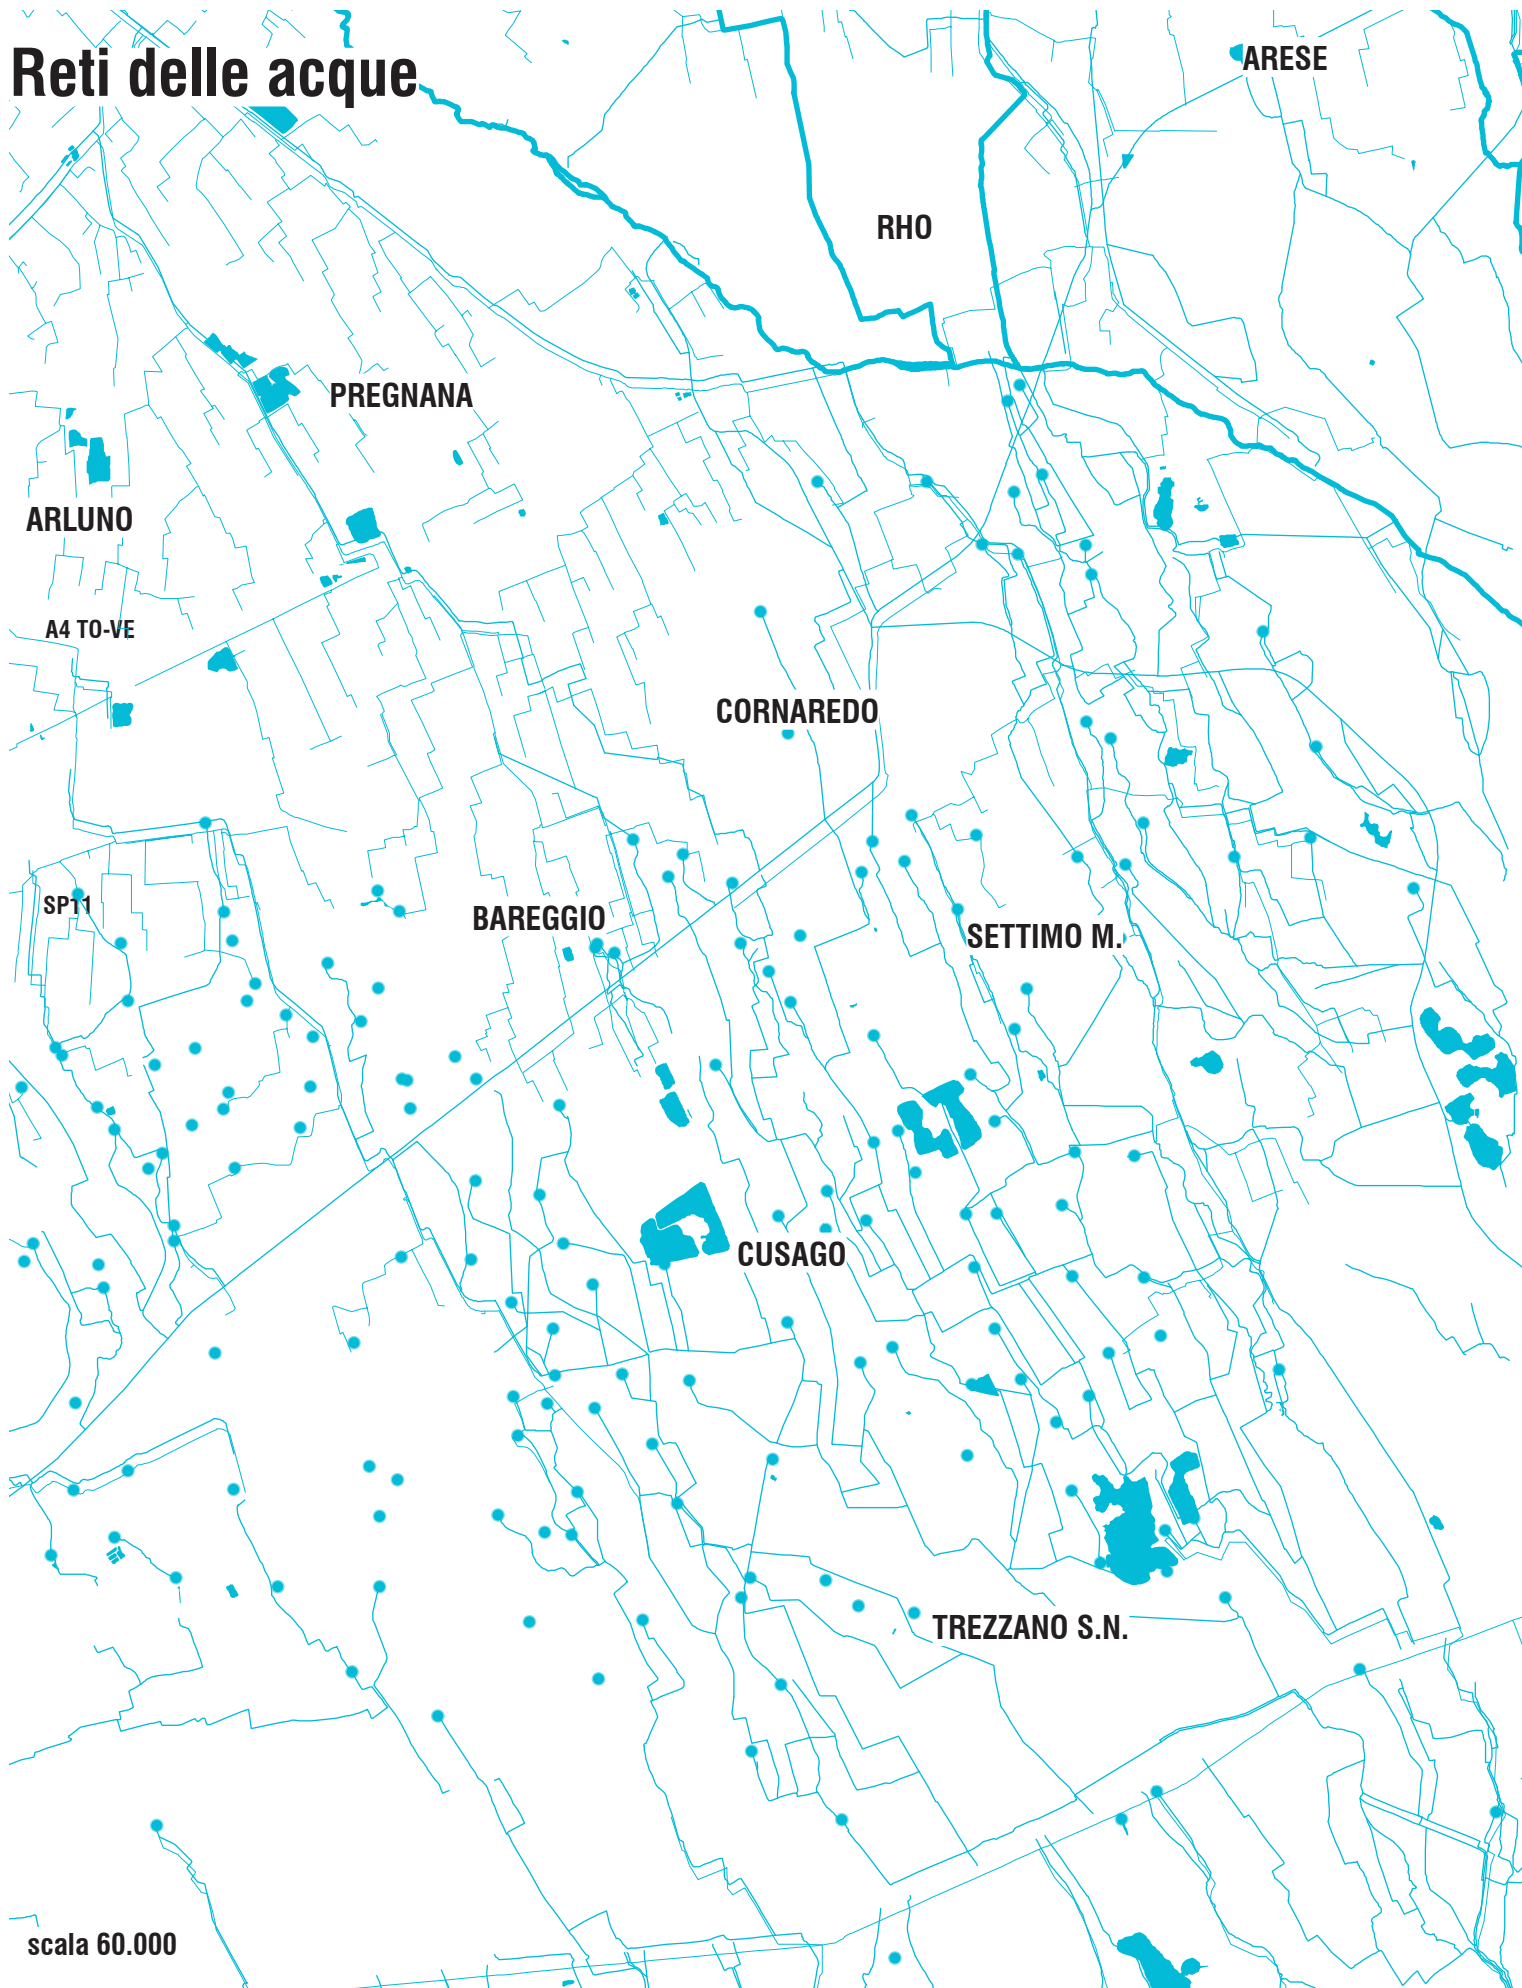 Reti delle acque
ARESE
RHO
PREGNANA
ARLUNO
A4 TO-VE
CORNAREDO
SP11
BAREGGIO
SETTIMO M.
CUSAGO
TREZZANO S.N.
scala 60.000